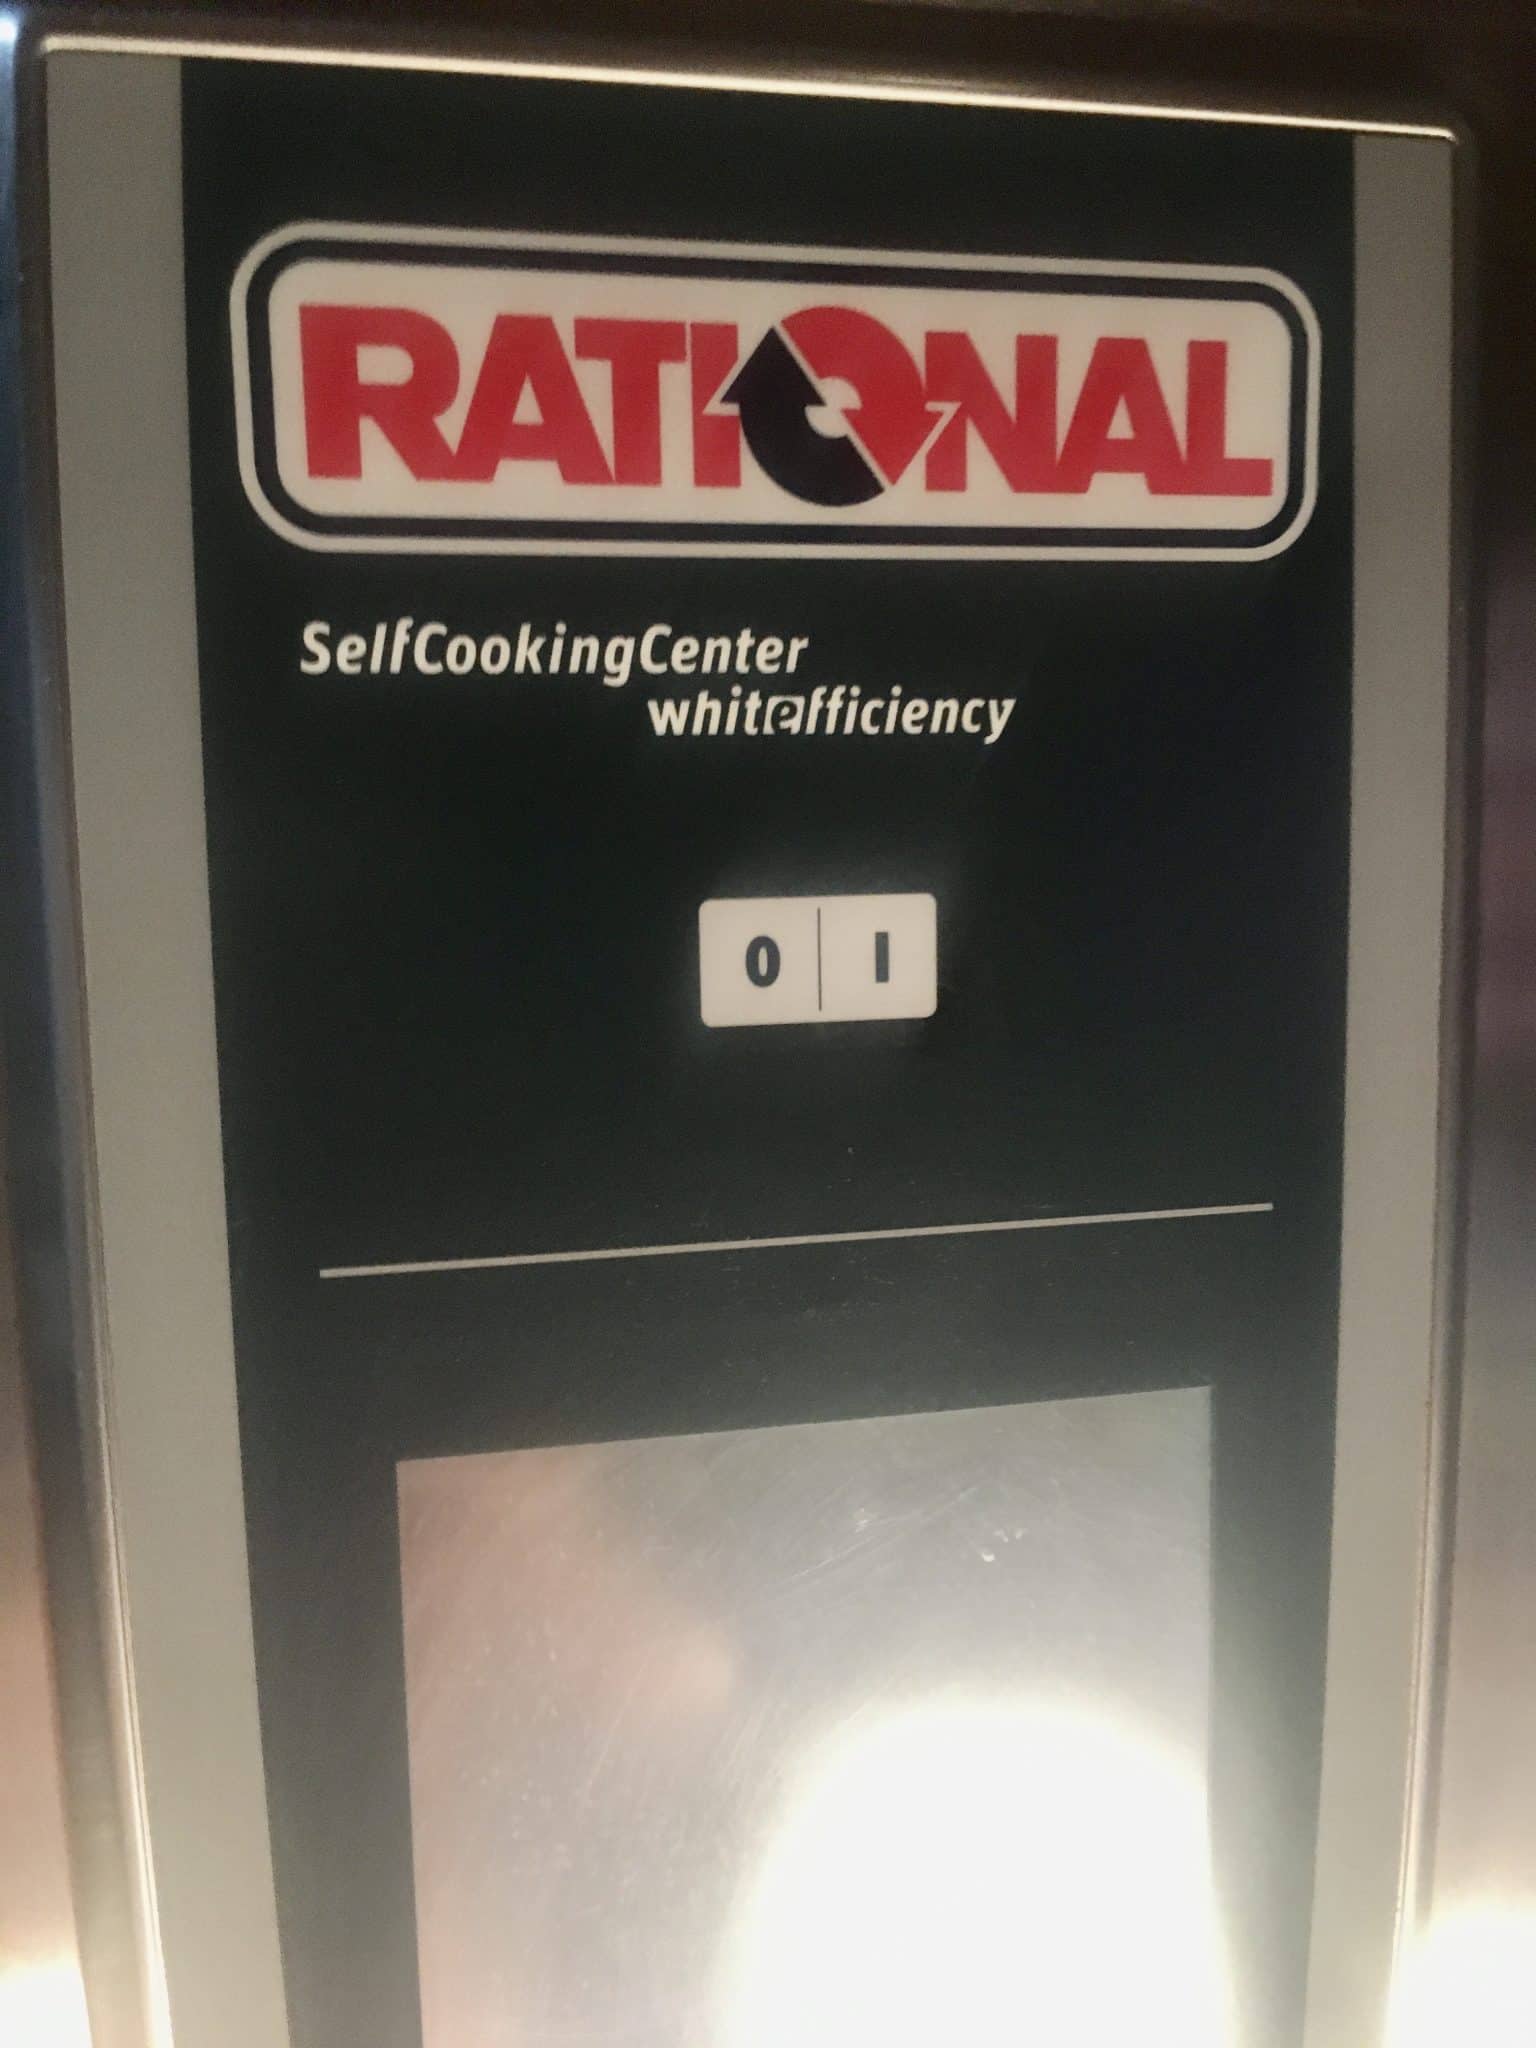 RATIONAL
SelfCookingCenter
whitefficiency
0 I